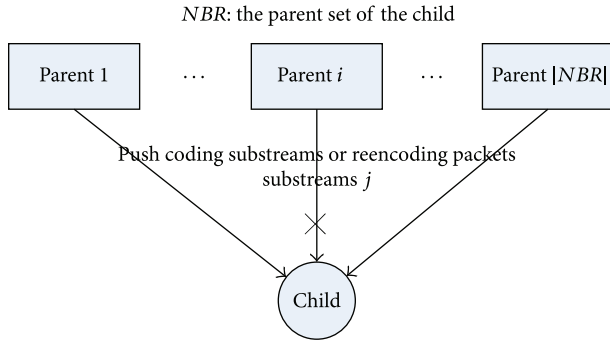 NBR: the parent set of the child
Parent 1 ... Parent i ... Parent |NBR|
Push coding substreams or reencoding packets
substreams j
Child